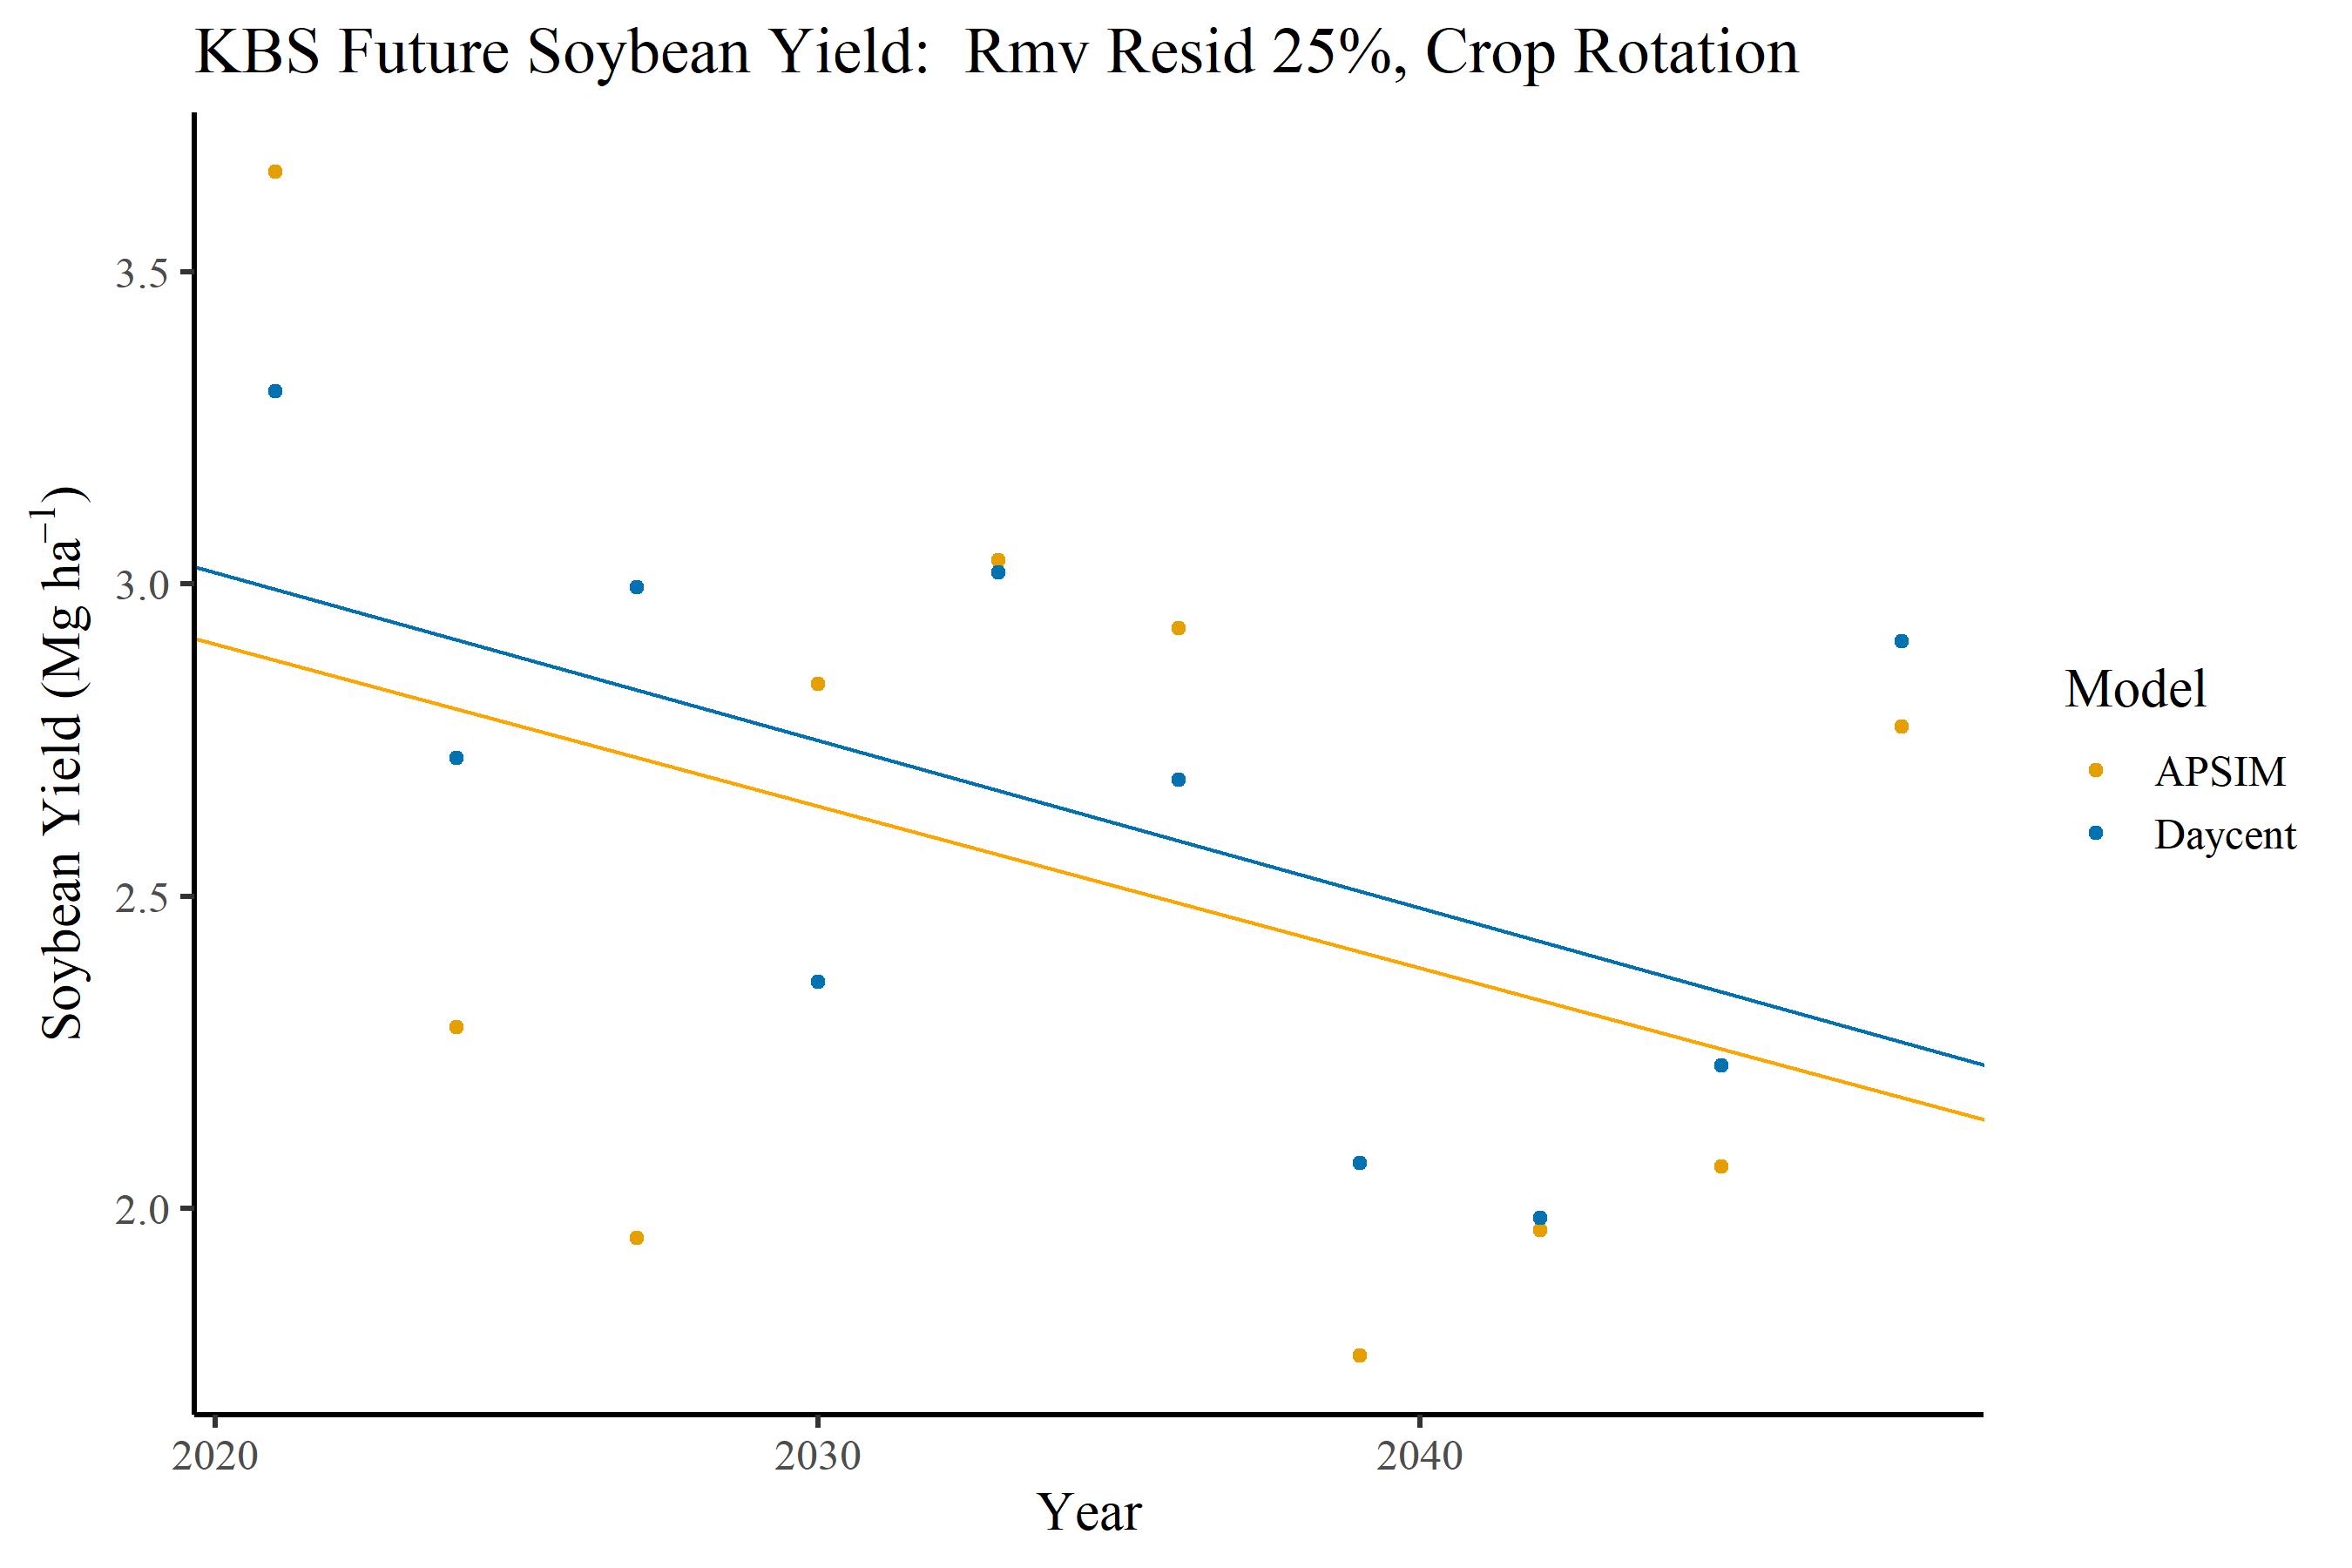 KBS Future Soybean Yield:  Rmv Resid 25%, Crop Rotation
Soybean Yield (Mg ha⁻¹)
3.5
3.0
2.5
2.0
2020
2030
2040
Year
Model
APSIM
Daycent